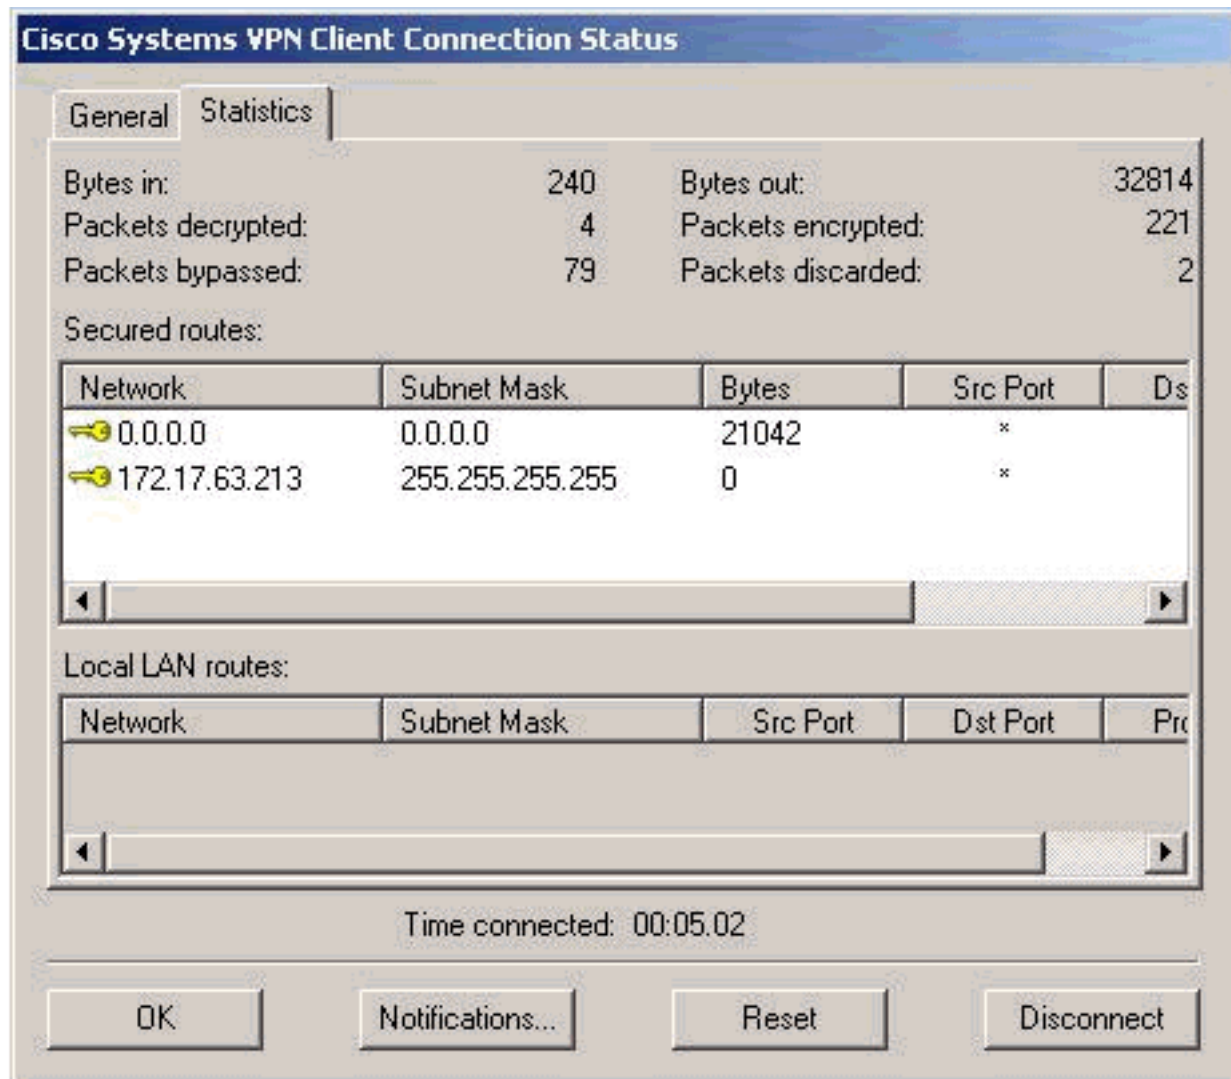 Cisco Systems VPN Client Connection Status
General Statistics
Bytes in: 240 Bytes out: 32814
Packets decrypted: 4 Packets encrypted: 221
Packets bypassed: 79 Packets discarded: 2
Secured routes:
Network Subnet Mask Bytes Src Port Ds
0.0.0.0 0.0.0.0 21042 *
172.17.63.213 255.255.255.255 0 *
Local LAN routes:
Network Subnet Mask Src Port Dst Port Pro
Time connected: 00:05.02
OK Notifications... Reset Disconnect